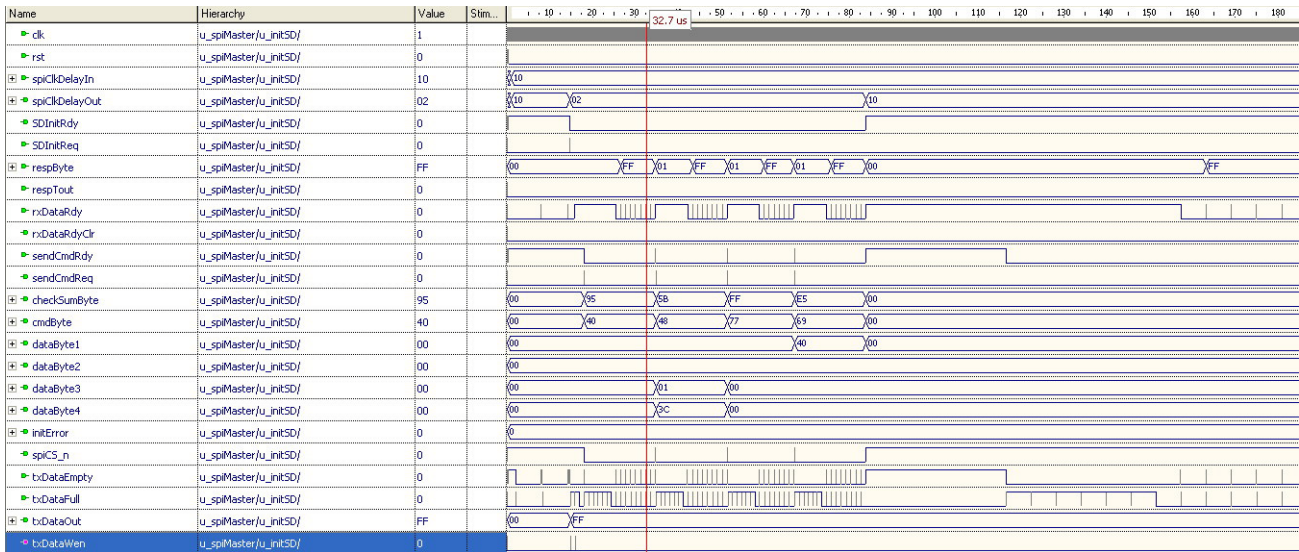 Name Hierarchy Value Stim... 10 20 30 60 70 80 90 100 110 120 130 140 150 160 170 180
32.7 us
clk u_spiMaster/u_initSD/ 1
rst u_spiMaster/u_initSD/ 0
spiClkDelayIn u_spiMaster/u_initSD/ 10 10
spiClkDelayOut u_spiMaster/u_initSD/ 02 10 02 10
SDInitRdy u_spiMaster/u_initSD/ 0
SDInitReq u_spiMaster/u_initSD/ 0
respByte u_spiMaster/u_initSD/ FF 00 FF 01 FF 01 FF 01 FF 00 FF
respTout u_spiMaster/u_initSD/ 0
rxDataRdy u_spiMaster/u_initSD/ 0
rxDataRdyClr u_spiMaster/u_initSD/ 0
sendCmdRdy u_spiMaster/u_initSD/ 0
sendCmdReq u_spiMaster/u_initSD/ 0
checkSumByte u_spiMaster/u_initSD/ 95 00 95 5B FF E5 00
cmdByte u_spiMaster/u_initSD/ 40 00 40 48 77 69 00
dataByte1 u_spiMaster/u_initSD/ 00 00 40 00
dataByte2 u_spiMaster/u_initSD/ 00 00
dataByte3 u_spiMaster/u_initSD/ 00 00 01 00
dataByte4 u_spiMaster/u_initSD/ 00 00 3C 00
initError u_spiMaster/u_initSD/ 0 0
spiCS_n u_spiMaster/u_initSD/ 0
txDataEmpty u_spiMaster/u_initSD/ 0
txDataFull u_spiMaster/u_initSD/ 0
txDataOut u_spiMaster/u_initSD/ FF 00 FF
txDataWen u_spiMaster/u_initSD/ 0